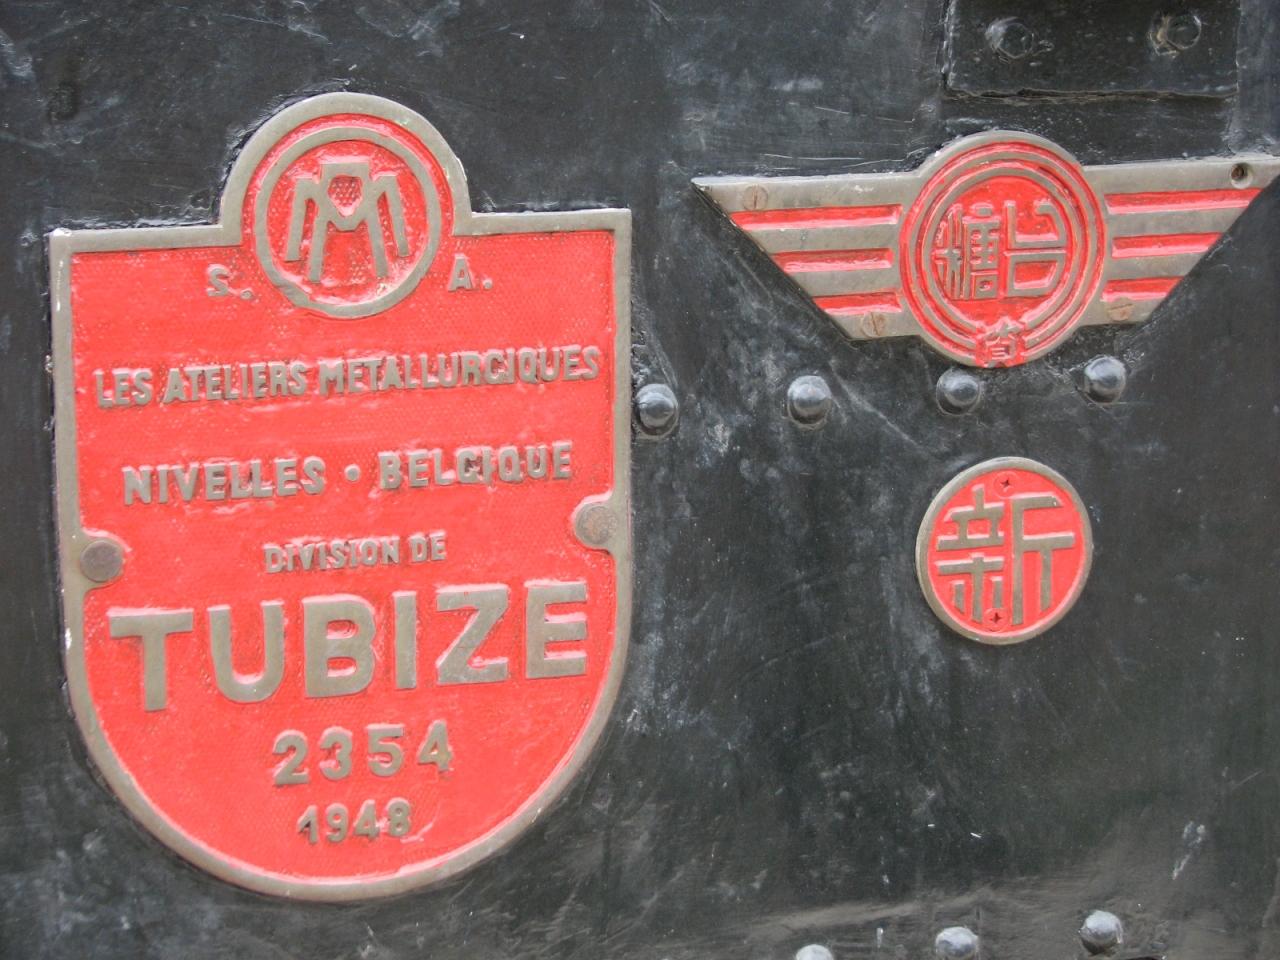 AM
S. A.
LES ATELIERS METALLURGIQUES
NIVELLES · BELGIQUE
DIVISION DE
TUBIZE
2354
1948
糖台
新